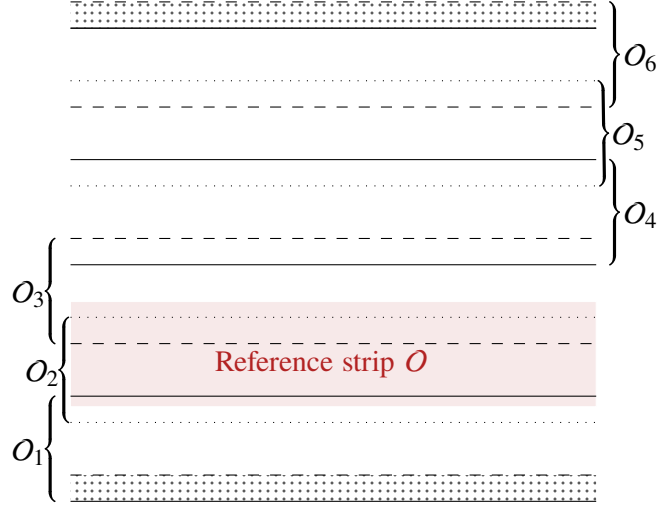 𝒪₆
𝒪₅
𝒪₄
𝒪₃
Reference strip 𝒪
𝒪₂
𝒪₁